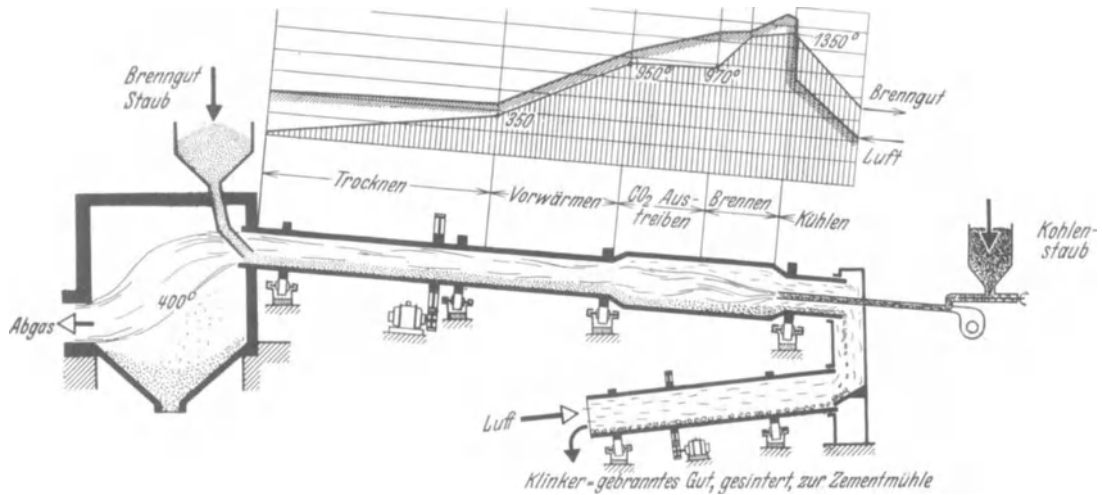 Brenngut
Staub
350
950°
970°
1350°
Brenngut
Luft
Trocknen
Vorwärmen
CO₂ Aus-
treiben
Brennen
Kühlen
Kohlen-
staub
400°
Abgas
Luft
Klinker=gebranntes Gut, gesintert, zur Zementmühle